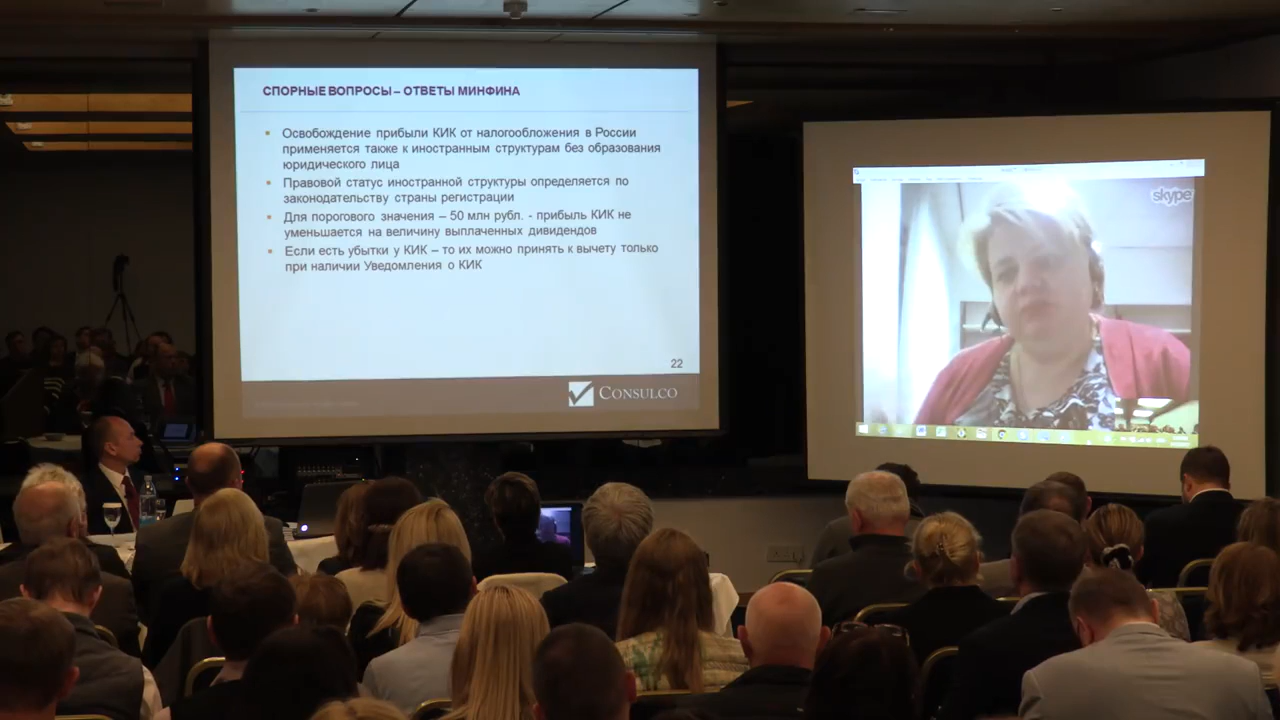 СПОРНЫЕ ВОПРОСЫ – ОТВЕТЫ МИНФИНА
▪ Освобождение прибыли КИК от налогообложения в России
применяется также к иностранным структурам без образования
юридического лица
▪ Правовой статус иностранной структуры определяется по
законодательству страны регистрации
▪ Для порогового значения – 50 млн рубл. - прибыль КИК не
уменьшается на величину выплаченных дивидендов
▪ Если есть убытки у КИК – то их можно принять к вычету только
при наличии Уведомления о КИК
22
CONSULCO
skype